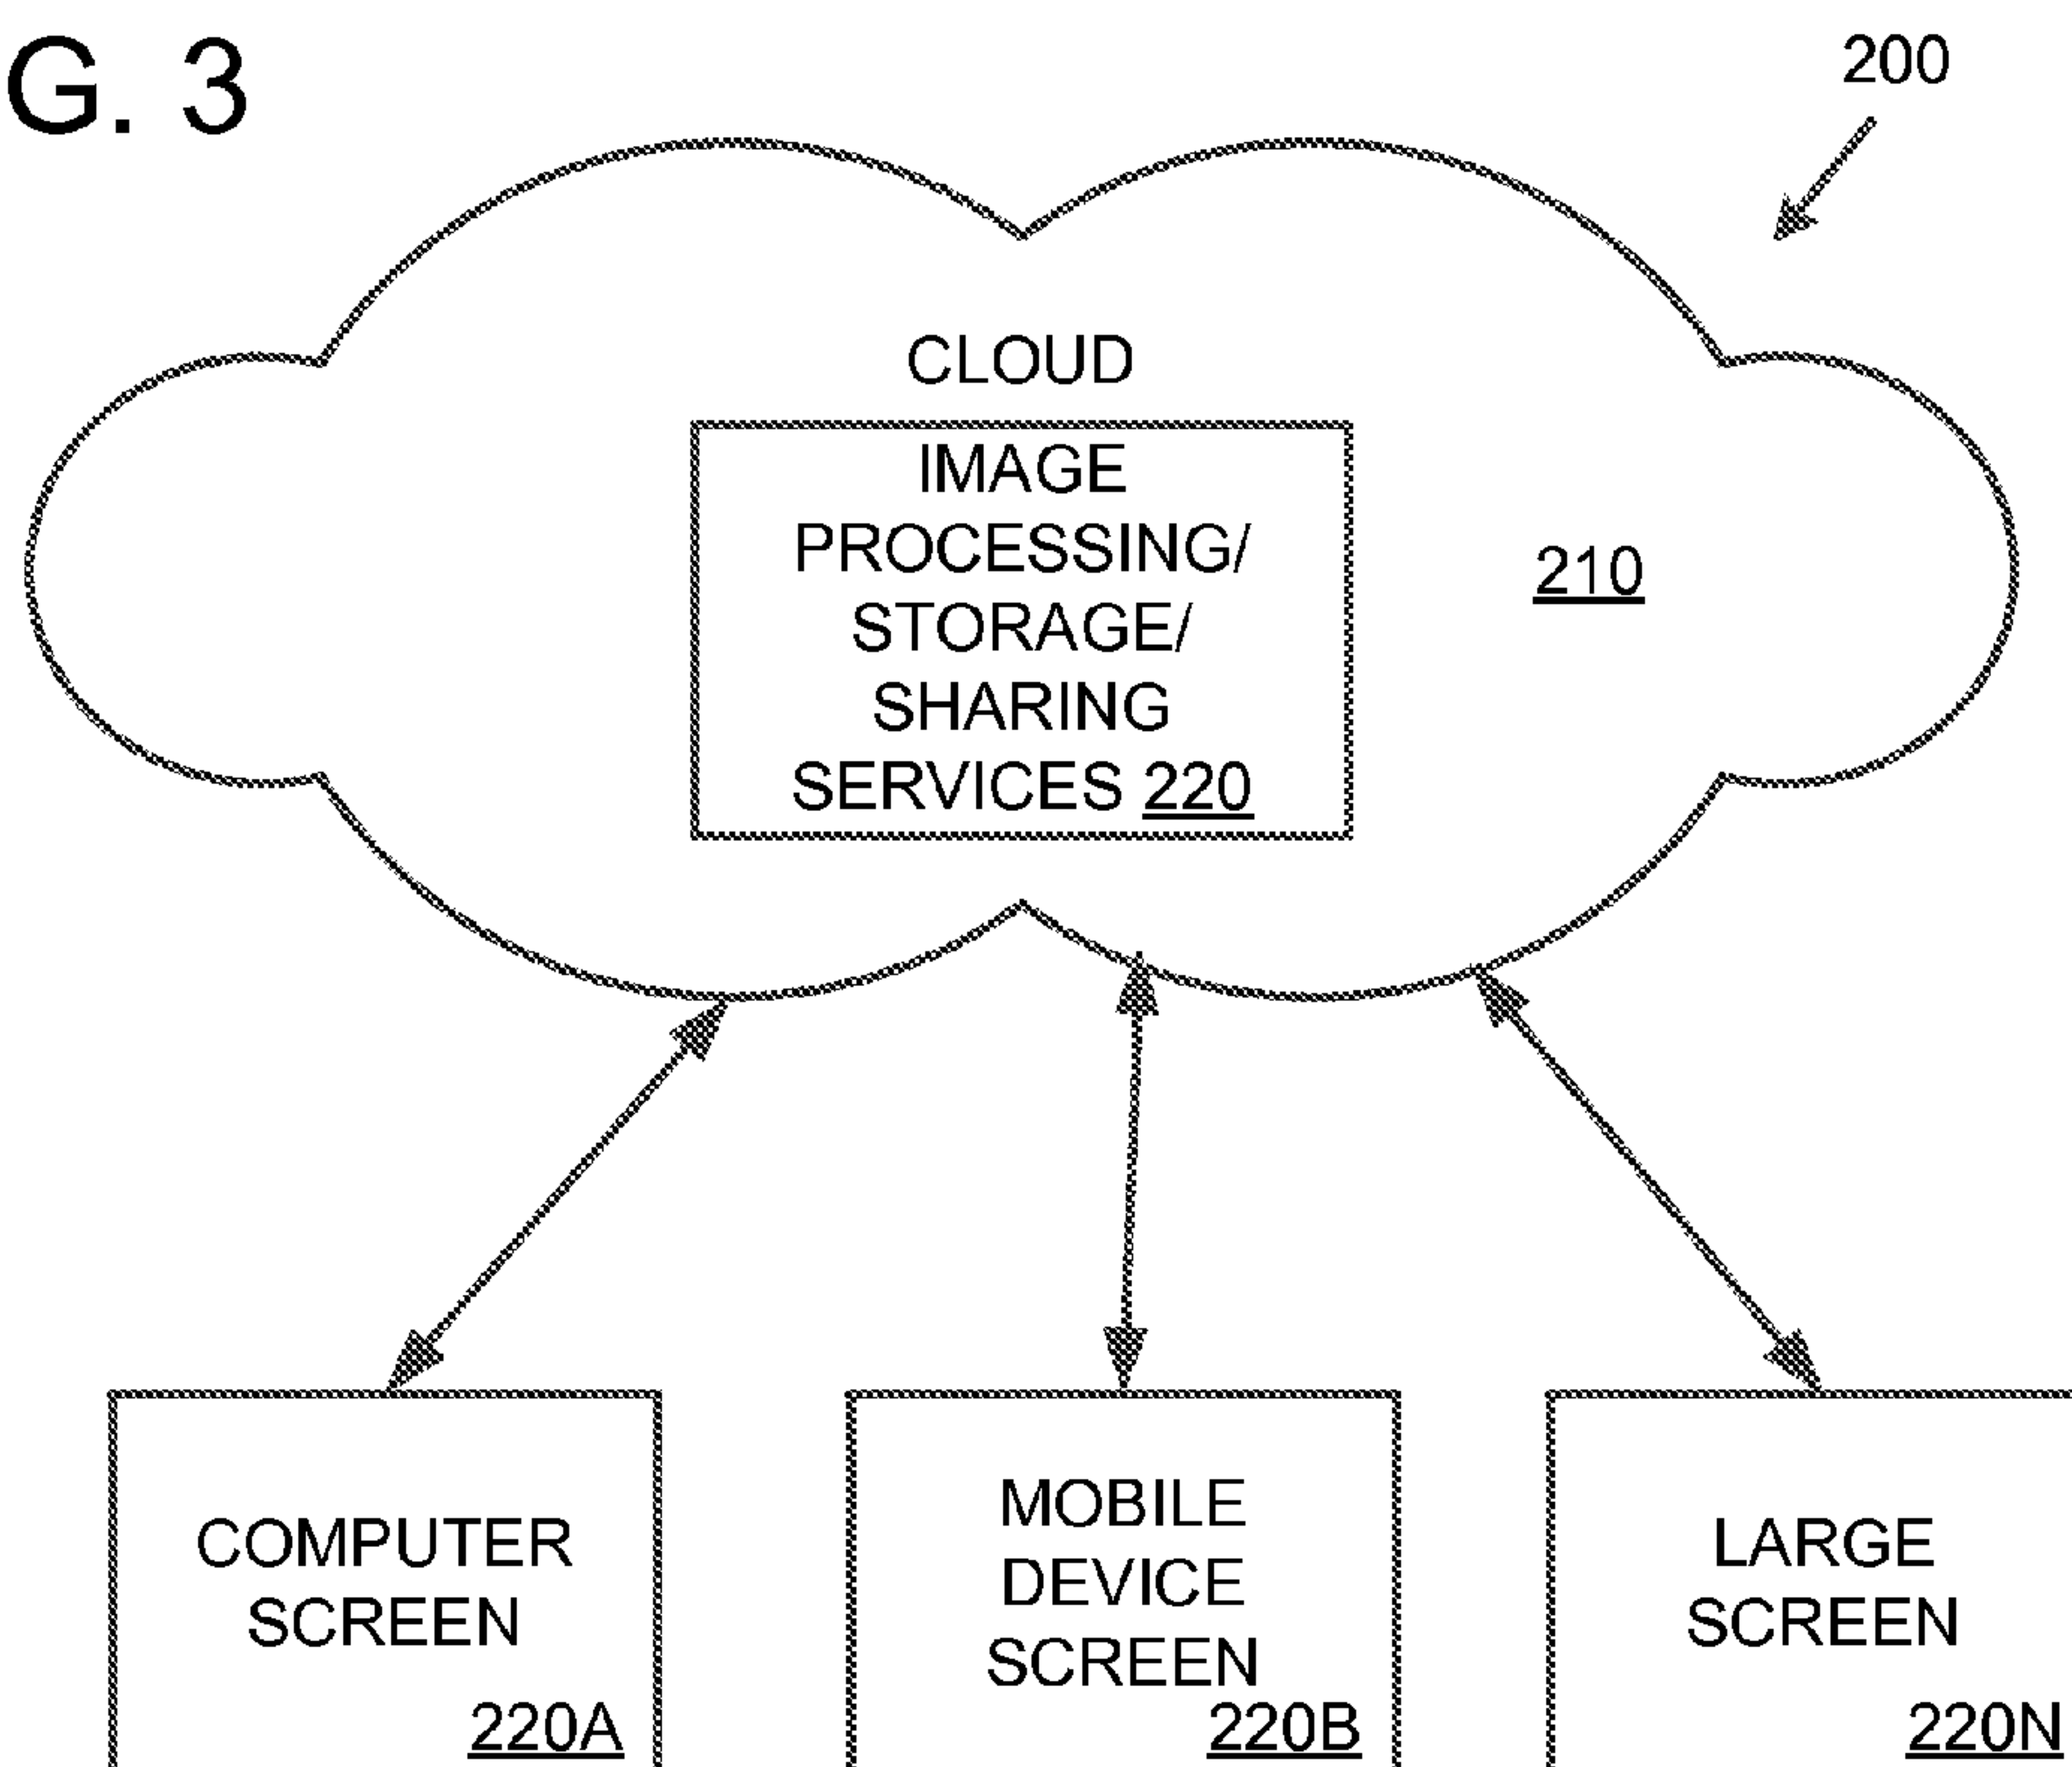 G. 3
200
CLOUD
IMAGE
PROCESSING/
STORAGE/
SHARING
SERVICES 220
210
COMPUTER
SCREEN
220A
MOBILE
DEVICE
SCREEN
220B
LARGE
SCREEN
220N